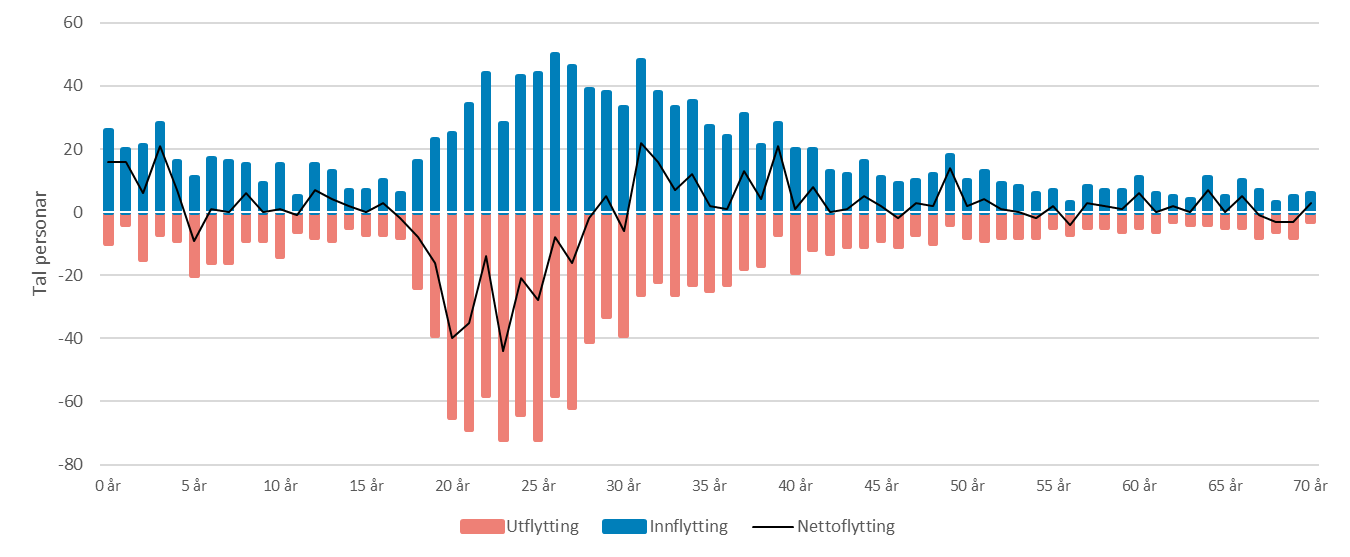 60
40
20
0
-20
-40
-60
-80
Tal personar
0 år 5 år 10 år 15 år 20 år 25 år 30 år 35 år 40 år 45 år 50 år 55 år 60 år 65 år 70 år
Utflytting Innflytting Nettoflytting